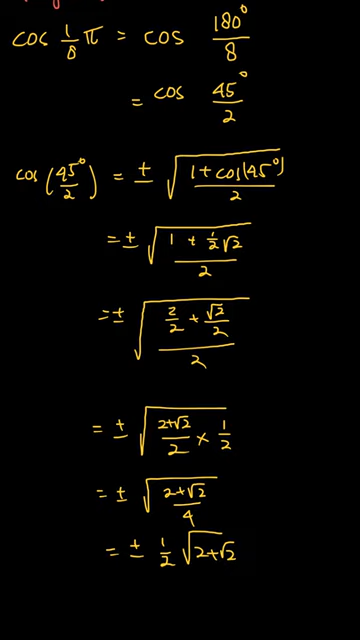 cos 1/8 π = cos 180°/8
= cos 45°/2
cos (45°/2) = ± √((1 + cos(45°))/2)
= ± √((1 + 1/2 √2)/2)
= ± √((2/2 + √2/2)/2)
= ± √((2+√2)/2 × 1/2)
= ± √((2+√2)/4)
= ± 1/2 √(2+√2)